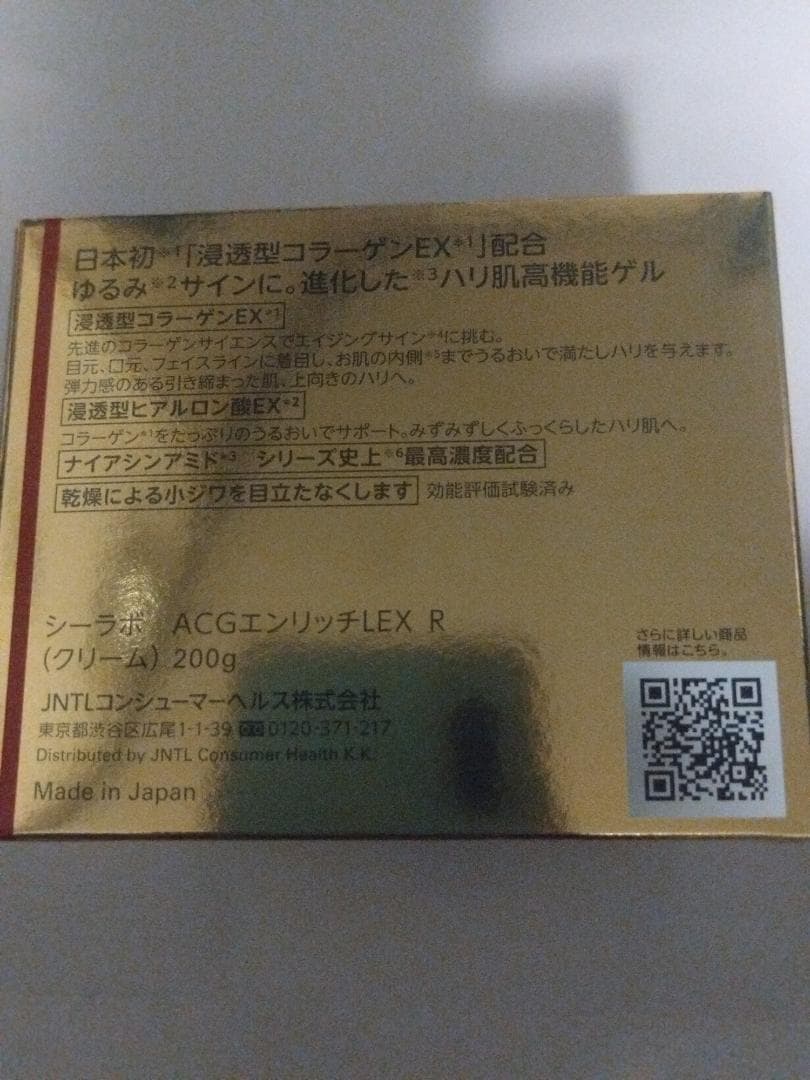 日本初※1「浸透型コラーゲンEX※1」配合
ゆるみ※2サインに。進化した※3ハリ肌高機能ゲル
浸透型コラーゲンEX*1
先進のコラーゲンサイエンスでエイジングサイン※4に挑む。
目元、口元、フェイスラインに着目し、お肌の内側※5までうるおいで満たしハリを与えます。
弾力感のある引き締まった肌、上向きのハリへ。
浸透型ヒアルロン酸EX*2
コラーゲン*1をたっぷりのうるおいでサポート。みずみずしくふっくらしたハリ肌へ。
ナイアシンアミド*3 シリーズ史上※6最高濃度配合
乾燥による小ジワを目立たなくします 効能評価試験済み
シーラボ ACGエンリッチLEX R
(クリーム) 200g
JNTLコンシューマーヘルス株式会社
東京都渋谷区広尾1-1-39 0120-371-217
Distributed by JNTL Consumer Health K.K.
Made in Japan
さらに詳しい商品
情報はこちら。